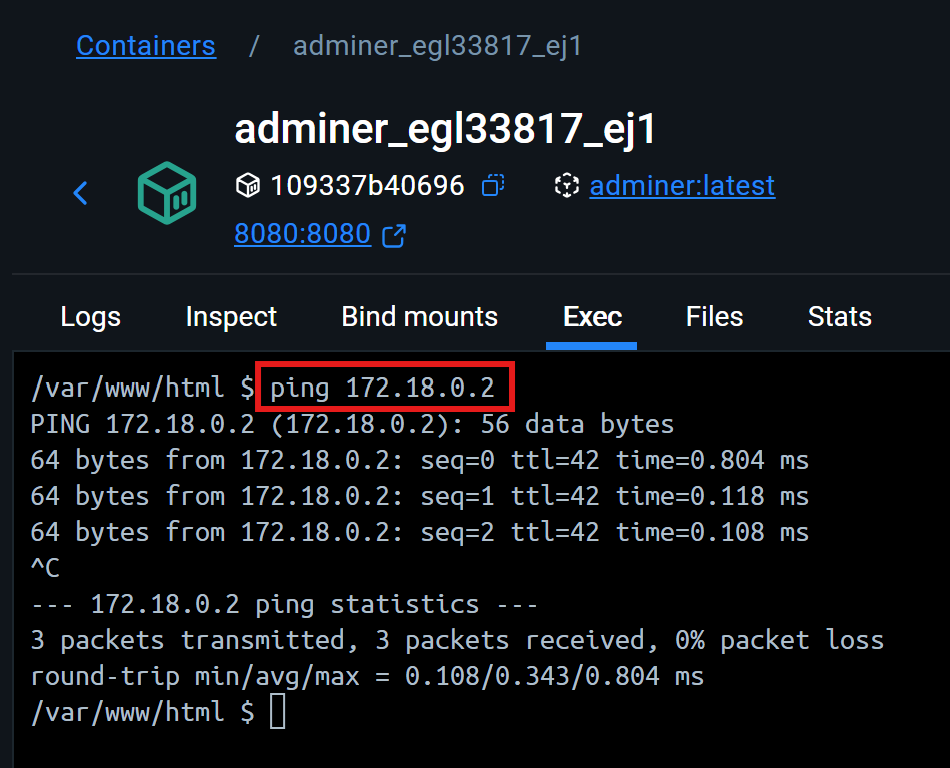 Containers / adminer_egl33817_ej1
adminer_egl33817_ej1
109337b40696 adminer:latest
8080:8080
Logs Inspect Bind mounts Exec Files Stats
/var/www/html $ ping 172.18.0.2
PING 172.18.0.2 (172.18.0.2): 56 data bytes
64 bytes from 172.18.0.2: seq=0 ttl=42 time=0.804 ms
64 bytes from 172.18.0.2: seq=1 ttl=42 time=0.118 ms
64 bytes from 172.18.0.2: seq=2 ttl=42 time=0.108 ms
^C
--- 172.18.0.2 ping statistics ---
3 packets transmitted, 3 packets received, 0% packet loss
round-trip min/avg/max = 0.108/0.343/0.804 ms
/var/www/html $